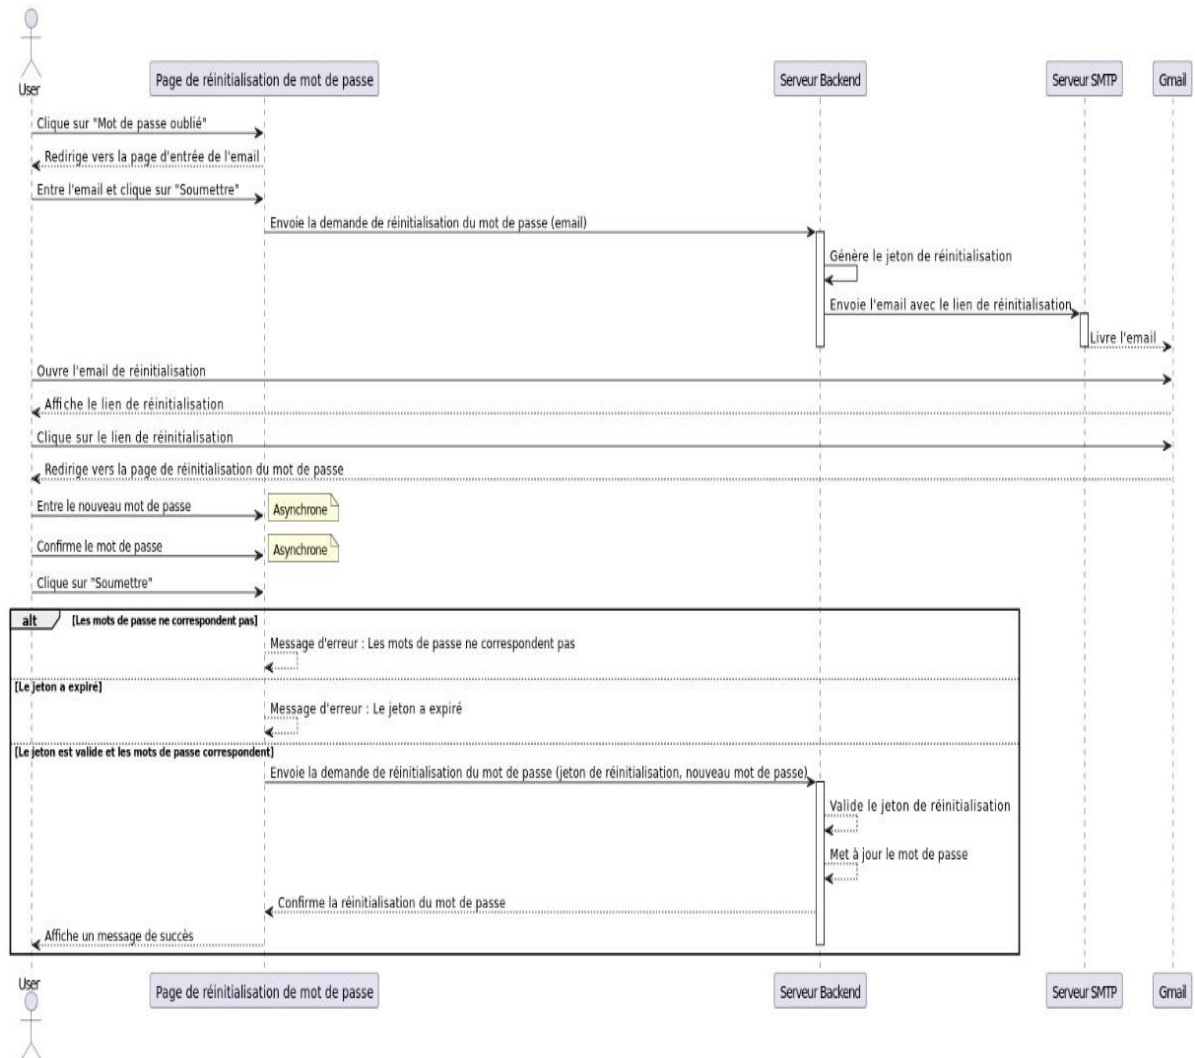 User
Page de réinitialisation de mot de passe
Serveur Backend
Serveur SMTP
Gmail
Clique sur "Mot de passe oublié"
Redirige vers la page d'entrée de l'email
Entre l'email et clique sur "Soumettre"
Envoie la demande de réinitialisation du mot de passe (email)
Génère le jeton de réinitialisation
Envoie l'email avec le lien de réinitialisation
Livre l'email
Ouvre l'email de réinitialisation
Affiche le lien de réinitialisation
Clique sur le lien de réinitialisation
Redirige vers la page de réinitialisation du mot de passe
Entre le nouveau mot de passe
Asynchrone
Confirme le mot de passe
Asynchrone
Clique sur "Soumettre"
alt
[Les mots de passe ne correspondent pas]
Message d'erreur : Les mots de passe ne correspondent pas
[Le jeton a expiré]
Message d'erreur : Le jeton a expiré
[Le jeton est valide et les mots de passe correspondent]
Envoie la demande de réinitialisation du mot de passe (jeton de réinitialisation, nouveau mot de passe)
Valide le jeton de réinitialisation
Met à jour le mot de passe
Confirme la réinitialisation du mot de passe
Affiche un message de succès
User
Page de réinitialisation de mot de passe
Serveur Backend
Serveur SMTP
Gmail